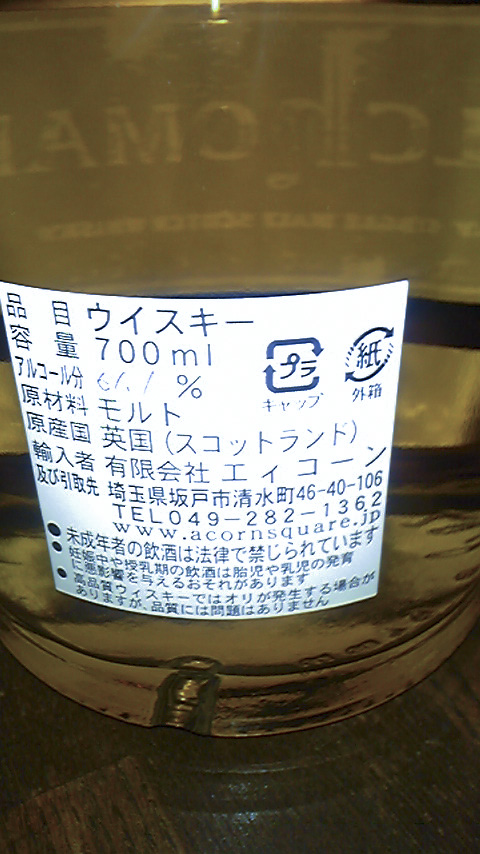 品目 ウイスキー
容量 700ml
アルコール分 %
原材料 モルト
原産国 英国(スコットランド)
輸入者 有限会社 エィコーン
及び引取先 埼玉県坂戸市清水町46-40-106
TEL049-282-1362
www.acornsquare.jp
プラ
キャップ
紙
外箱
●未成年者の飲酒は法律で禁じられています
●妊娠中や授乳期の飲酒は胎児や乳児の発育
に悪影響を与えるおそれがあります
●高品質ウィスキーではオリが発生する場合が
ありますが、品質には問題はありません